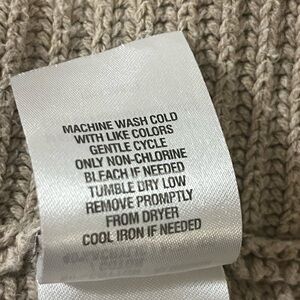 MACHINE WASH COLD
WITH LIKE COLORS
GENTLE CYCLE
ONLY NON-CHLORINE
BLEACH IF NEEDED
TUMBLE DRY LOW
REMOVE PROMPTLY
FROM DRYER
COOL IRON IF NEEDED